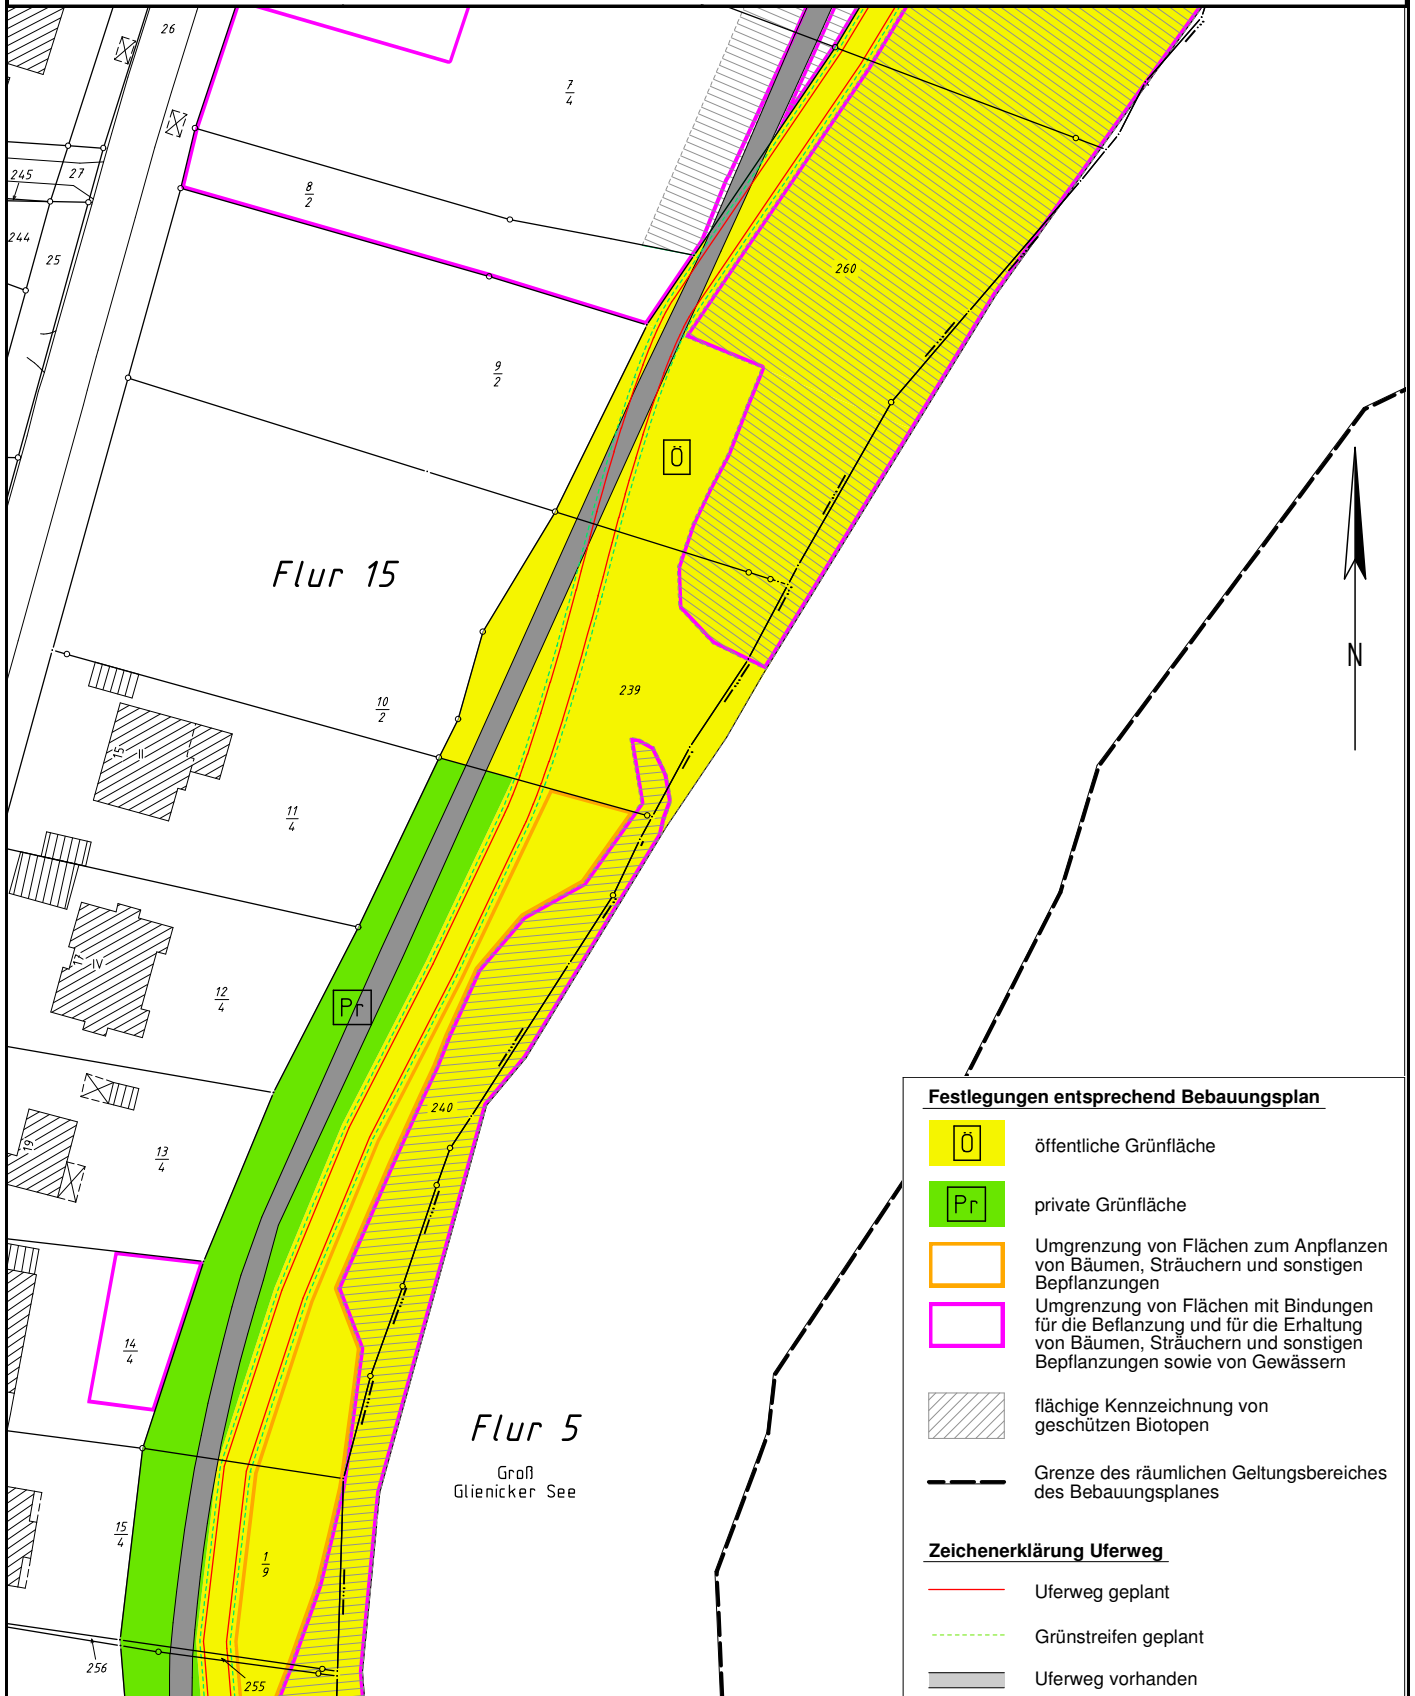 26
7
4
245
27
8
2
244
25
260
9
2
Ö
Flur 15
N
239
10
2
15
II
11
4
17
IV
12
4
Pr
240
19
13
4
14
4
Flur 5
Groß
Glienicker See
15
4
1
9
256
255
Festlegungen entsprechend Bebauungsplan
Ö
öffentliche Grünfläche
Pr
private Grünfläche
Umgrenzung von Flächen zum Anpflanzen
von Bäumen, Sträuchern und sonstigen
Bepflanzungen
Umgrenzung von Flächen mit Bindungen
für die Beflanzung und für die Erhaltung
von Bäumen, Sträuchern und sonstigen
Bepflanzungen sowie von Gewässern
flächige Kennzeichnung von
geschützen Biotopen
Grenze des räumlichen Geltungsbereiches
des Bebauungsplanes
Zeichenerklärung Uferweg
Uferweg geplant
Grünstreifen geplant
Uferweg vorhanden